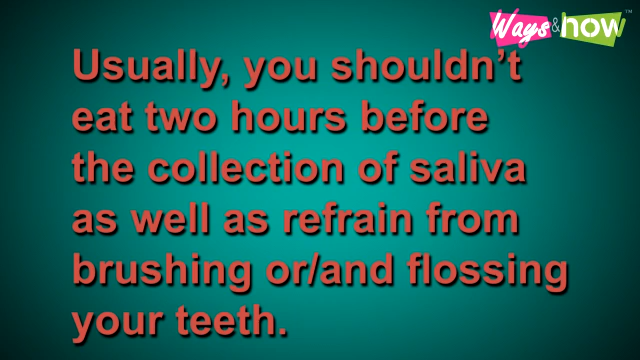 Ways&how™
Usually, you shouldn't
eat two hours before
the collection of saliva
as well as refrain from
brushing or/and flossing
your teeth.